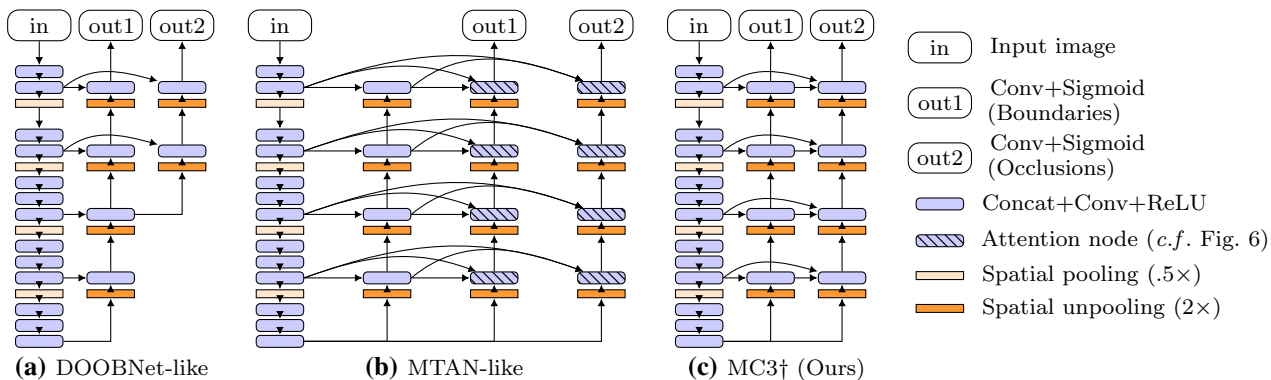 in out1 out2
in out1 out2
in out1 out2
in Input image
out1 Conv+Sigmoid
(Boundaries)
out2 Conv+Sigmoid
(Occlusions)
Concat+Conv+ReLU
Attention node (c.f. Fig. 6)
Spatial pooling (.5×)
Spatial unpooling (2×)
(a) DOOBNet-like
(b) MTAN-like
(c) MC3† (Ours)